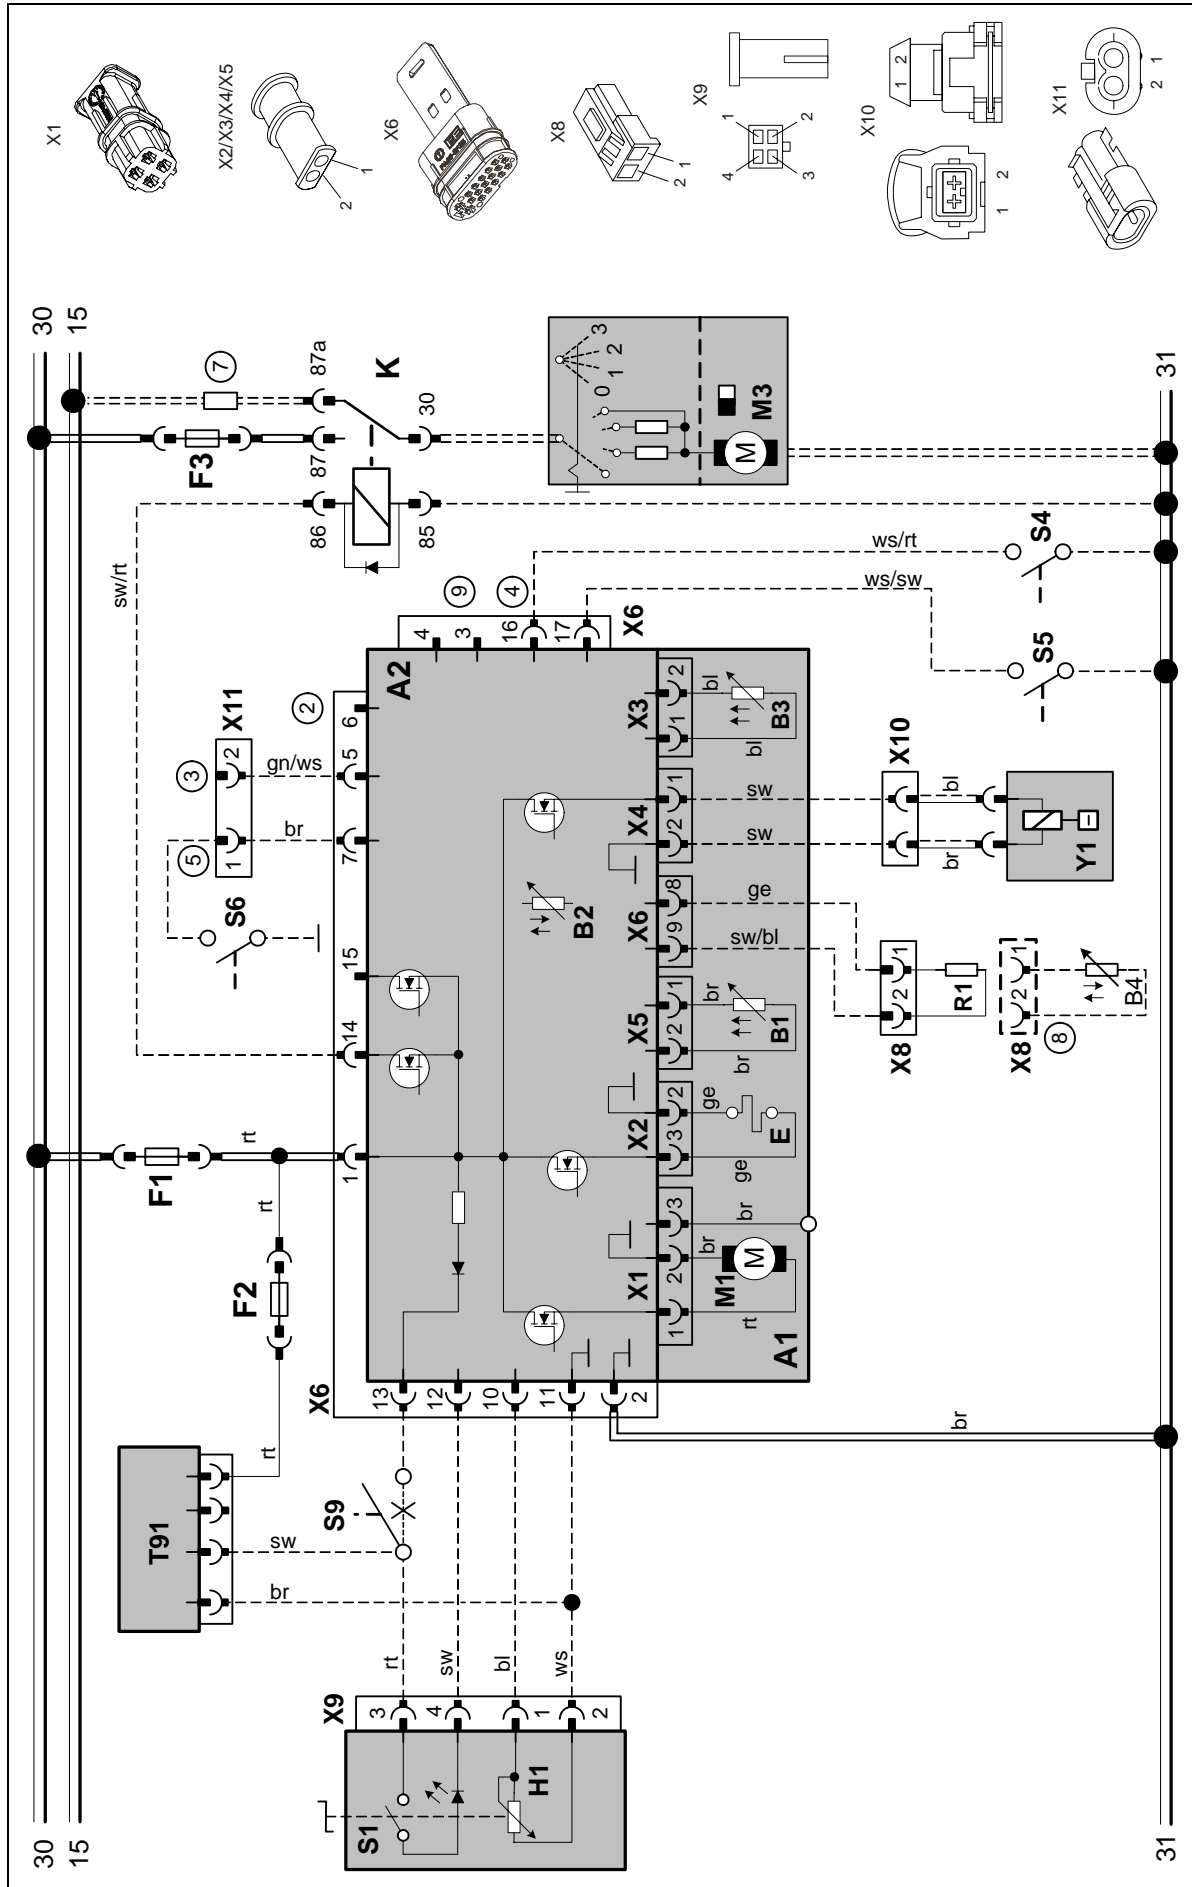 X1
X2/X3/X4/X5
2
1
X6
X8
2
1
X9
1
2
4
3
X10
1 2
1 2
X11
2 1
30
15
31
30
15
31
F3
7
87a
87
K
30
86
85
sw/rt
0
1
2
3
M
M3
ws/rt
ws/sw
S4
S5
F1
rt
rt
F2
rt
T91
sw
br
S9
3
X11
5
1
2
gn/ws
br
S6
2
9
4
A2
X6
4
3
16
17
6
5
7
15
14
1
B2
X6
13
12
10
11
2
X9
3
4
1
2
rt
sw
bl
ws
S1
H1
br
A1
X1
1
2
3
rt
br
br
M1
M
X2
3
2
ge
ge
E
X5
2
1
br
br
B1
X6
9
8
sw/bl
ge
X4
2
1
sw
sw
X3
1
2
bl
bl
B3
X10
br
bl
Y1
X8
2
1
R1
X8
2
1
8
B4